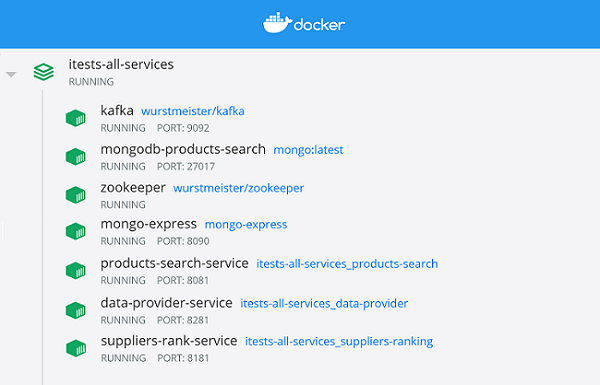 docker
itests-all-services
RUNNING
kafka wurstmeister/kafka
RUNNING PORT: 9092
mongodb-products-search mongo:latest
RUNNING PORT: 27017
zookeeper wurstmeister/zookeeper
RUNNING
mongo-express mongo-express
RUNNING PORT: 8090
products-search-service itests-all-services_products-search
RUNNING PORT: 8081
data-provider-service itests-all-services_data-provider
RUNNING PORT: 8281
suppliers-rank-service itests-all-services_suppliers-ranking
RUNNING PORT: 8181